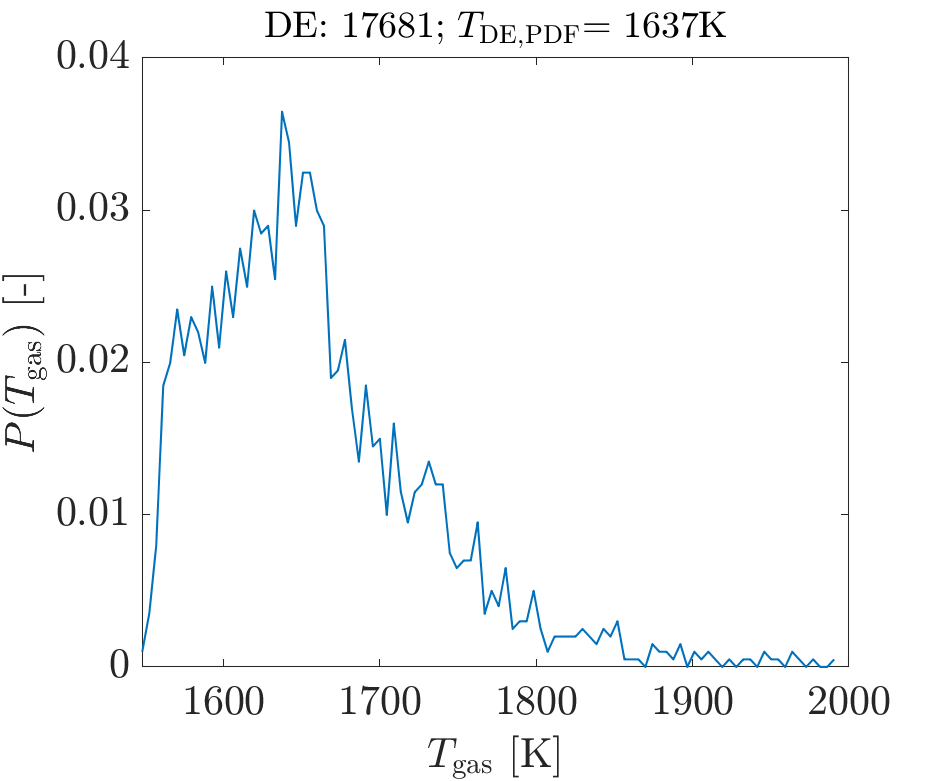 DE: 17681; T_DE,PDF= 1637K
0.04
0.03
0.02
0.01
0
P(T_gas) [-]
1600 1700 1800 1900 2000
T_gas [K]